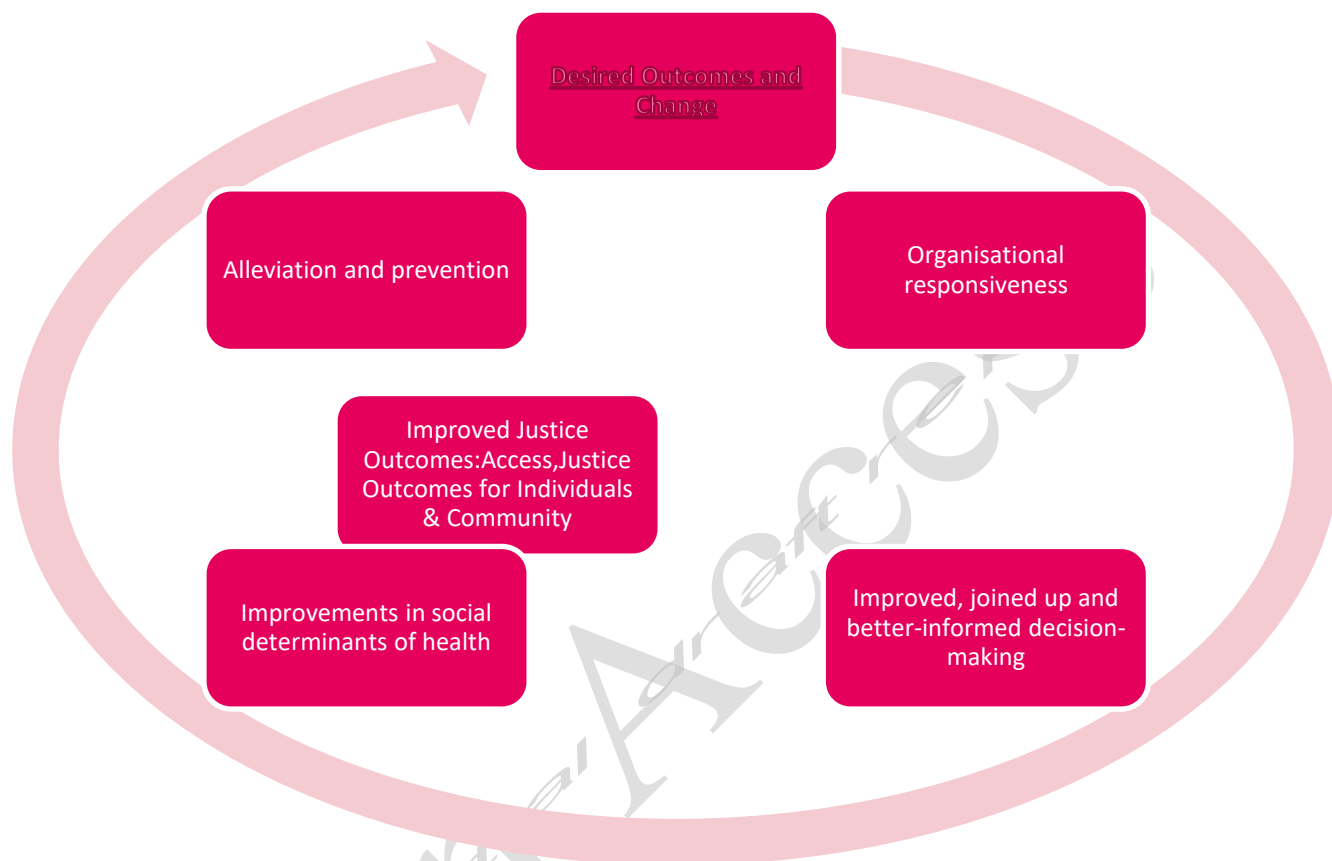 Desired Outcomes and
Change
Alleviation and prevention
Organisational
responsiveness
Improved Justice
Outcomes:Access,Justice
Outcomes for Individuals
& Community
Improvements in social
determinants of health
Improved, joined up and
better-informed decision-
making
Access